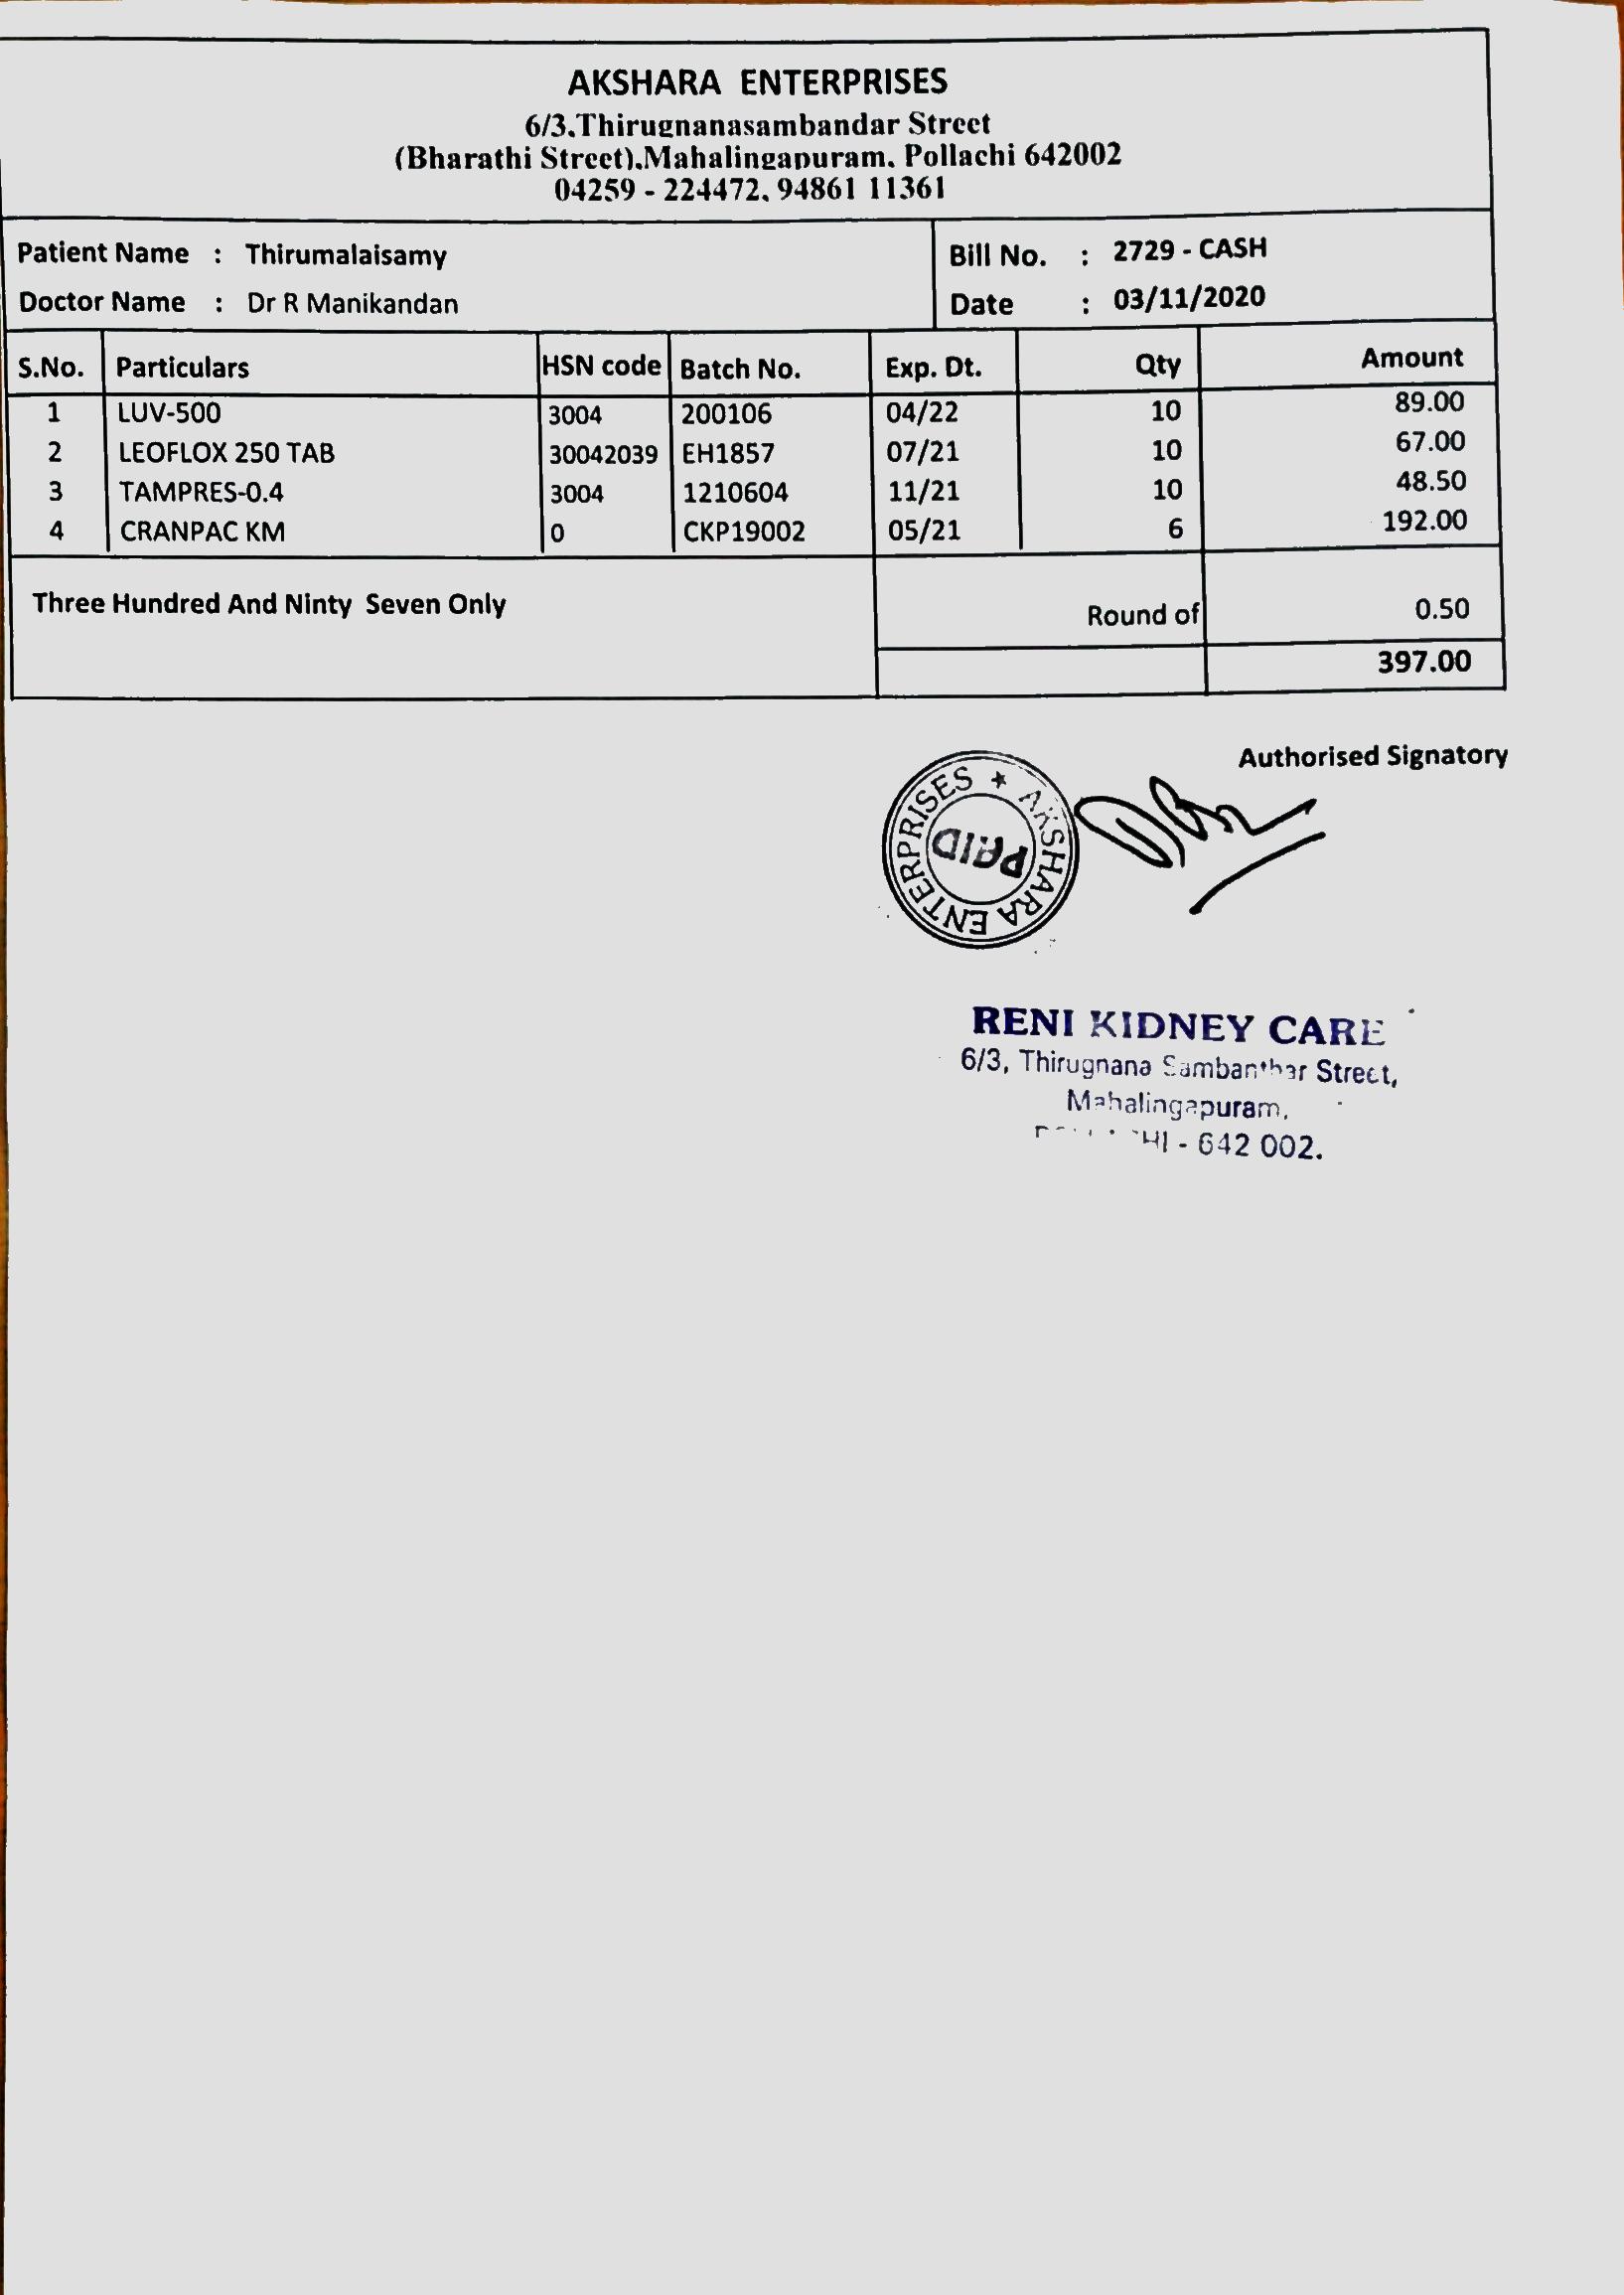 AKSHARA ENTERPRISES
6/3,Thirugnanasambandar Street
(Bharathi Street),Mahalingapuram, Pollachi 642002
04259 - 224472, 94861 11361
Patient Name : Thirumalaisamy Bill No. : 2729 - CASH
Doctor Name : Dr R Manikandan Date : 03/11/2020
S.No. Particulars HSN code Batch No. Exp. Dt. Qty Amount
1 LUV-500 3004 200106 04/22 10 89.00
2 LEOFLOX 250 TAB 30042039 EH1857 07/21 10 67.00
3 TAMPRES-0.4 3004 1210604 11/21 10 48.50
4 CRANPAC KM 0 CKP19002 05/21 6 192.00
Three Hundred And Ninty Seven Only Round of 0.50
397.00
Authorised Signatory
AKSHARA ENTERPRISES
PAID
RENI KIDNEY CARE
6/3, Thirugnana Sambanthar Street,
Mahalingapuram,
- 642 002.